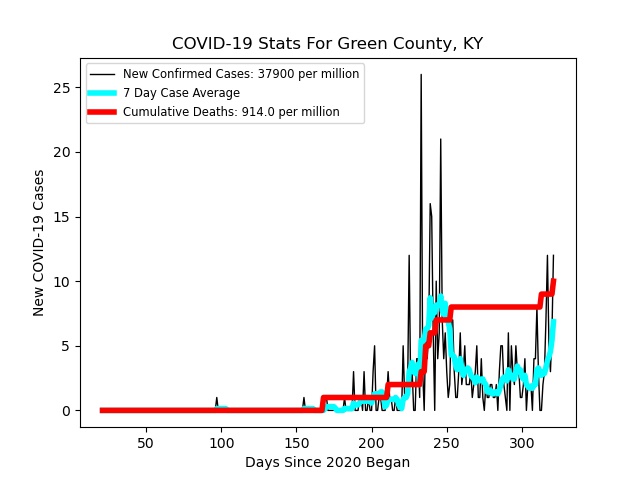 COVID-19 Stats For Green County, KY
New Confirmed Cases: 37900 per million
7 Day Case Average
Cumulative Deaths: 914.0 per million
New COVID-19 Cases
25
20
15
10
5
0
50
100
150
200
250
300
Days Since 2020 Began